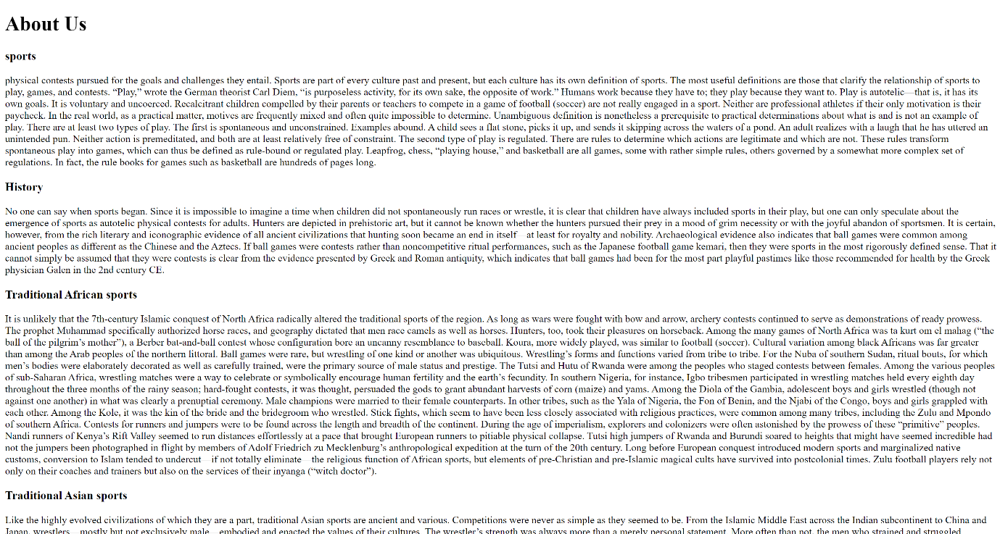 About Us
sports
physical contests pursued for the goals and challenges they entail. Sports are part of every culture past and present, but each culture has its own definition of sports. The most useful definitions are those that clarify the relationship of sports to
play, games, and contests. “Play,” wrote the German theorist Carl Diem, “is purposeless activity, for its own sake, the opposite of work.” Humans work because they have to; they play because they want to. Play is autotelic—that is, it has its
own goals. It is voluntary and uncoerced. Recalcitrant children compelled by their parents or teachers to compete in a game of football (soccer) are not really engaged in a sport. Neither are professional athletes if their only motivation is their
paycheck. In the real world, as a practical matter, motives are frequently mixed and often quite impossible to determine. Unambiguous definition is nonetheless a prerequisite to practical determinations about what is and is not an example of
play. There are at least two types of play. The first is spontaneous and unconstrained. Examples abound. A child sees a flat stone, picks it up, and sends it skipping across the waters of a pond. An adult realizes with a laugh that he has uttered an
unintended pun. Neither action is premeditated, and both are at least relatively free of constraint. The second type of play is regulated. There are rules to determine which actions are legitimate and which are not. These rules transform
spontaneous play into games, which can thus be defined as rule-bound or regulated play. Leapfrog, chess, “playing house,” and basketball are all games, some with rather simple rules, others governed by a somewhat more complex set of
regulations. In fact, the rule books for games such as basketball are hundreds of pages long.
History
No one can say when sports began. Since it is impossible to imagine a time when children did not spontaneously run races or wrestle, it is clear that children have always included sports in their play, but one can only speculate about the
emergence of sports as autotelic physical contests for adults. Hunters are depicted in prehistoric art, but it cannot be known whether the hunters pursued their prey in a mood of grim necessity or with the joyful abandon of sportsmen. It is certain,
however, from the rich literary and iconographic evidence of all ancient civilizations that hunting soon became an end in itself—at least for royalty and nobility. Archaeological evidence also indicates that ball games were common among
ancient peoples as different as the Chinese and the Aztecs. If ball games were contests rather than noncompetitive ritual performances, such as the Japanese football game kemari, then they were sports in the most rigorously defined sense. That it
cannot simply be assumed that they were contests is clear from the evidence presented by Greek and Roman antiquity, which indicates that ball games had been for the most part playful pastimes like those recommended for health by the Greek
physician Galen in the 2nd century CE.
Traditional African sports
It is unlikely that the 7th-century Islamic conquest of North Africa radically altered the traditional sports of the region. As long as wars were fought with bow and arrow, archery contests continued to serve as demonstrations of ready prowess.
The prophet Muhammad specifically authorized horse races, and geography dictated that men race camels as well as horses. Hunters, too, took their pleasures on horseback. Among the many games of North Africa was ta kurt om el mahag (“the
ball of the pilgrim’s mother”), a Berber bat-and-ball contest whose configuration bore an uncanny resemblance to baseball. Koura, more widely played, was similar to football (soccer). Cultural variation among black Africans was far greater
than among the Arab peoples of the northern littoral. Ball games were rare, but wrestling of one kind or another was ubiquitous. Wrestling’s forms and functions varied from tribe to tribe. For the Nuba of southern Sudan, ritual bouts, for which
men’s bodies were elaborately decorated as well as carefully trained, were the primary source of male status and prestige. The Tutsi and Hutu of Rwanda were among the peoples who staged contests between females. Among the various peoples
of sub-Saharan Africa, wrestling matches were a way to celebrate or symbolically encourage human fertility and the earth’s fecundity. In southern Nigeria, for instance, Igbo tribesmen participated in wrestling matches held every eighth day
throughout the three months of the rainy season; hard-fought contests, it was thought, persuaded the gods to grant abundant harvests of corn (maize) and yams. Among the Diola of the Gambia, adolescent boys and girls wrestled (though not
against one another) in what was clearly a prenuptial ceremony. Male champions were married to their female counterparts. In other tribes, such as the Yala of Nigeria, the Fon of Benin, and the Njabi of the Congo, boys and girls grappled with
each other. Among the Kole, it was the kin of the bride and the bridegroom who wrestled. Stick fights, which seem to have been less closely associated with religious practices, were common among many tribes, including the Zulu and Mpondo
of southern Africa. Contests for runners and jumpers were to be found across the length and breadth of the continent. During the age of imperialism, explorers and colonizers were often astonished by the prowess of these “primitive” peoples.
Nandi runners of Kenya’s Rift Valley seemed to run distances effortlessly at a pace that brought European runners to pitiable physical collapse. Tutsi high jumpers of Rwanda and Burundi soared to heights that might have seemed incredible had
not the jumpers been photographed in flight by members of Adolf Friedrich zu Mecklenburg’s anthropological expedition at the turn of the 20th century. Long before European conquest introduced modern sports and marginalized native
customs, conversion to Islam tended to undercut—if not totally eliminate—the religious function of African sports, but elements of pre-Christian and pre-Islamic magical cults have survived into postcolonial times. Zulu football players rely not
only on their coaches and trainers but also on the services of their inyanga (“witch doctor”).
Traditional Asian sports
Like the highly evolved civilizations of which they are a part, traditional Asian sports are ancient and various. Competitions were never as simple as they seemed to be. From the Islamic Middle East across the Indian subcontinent to China and
Japan, wrestlers—mostly but not exclusively male—embodied and enacted the values of their cultures. The wrestler’s strength was always more than a merely personal statement. More often than not, the men who strained and struggled